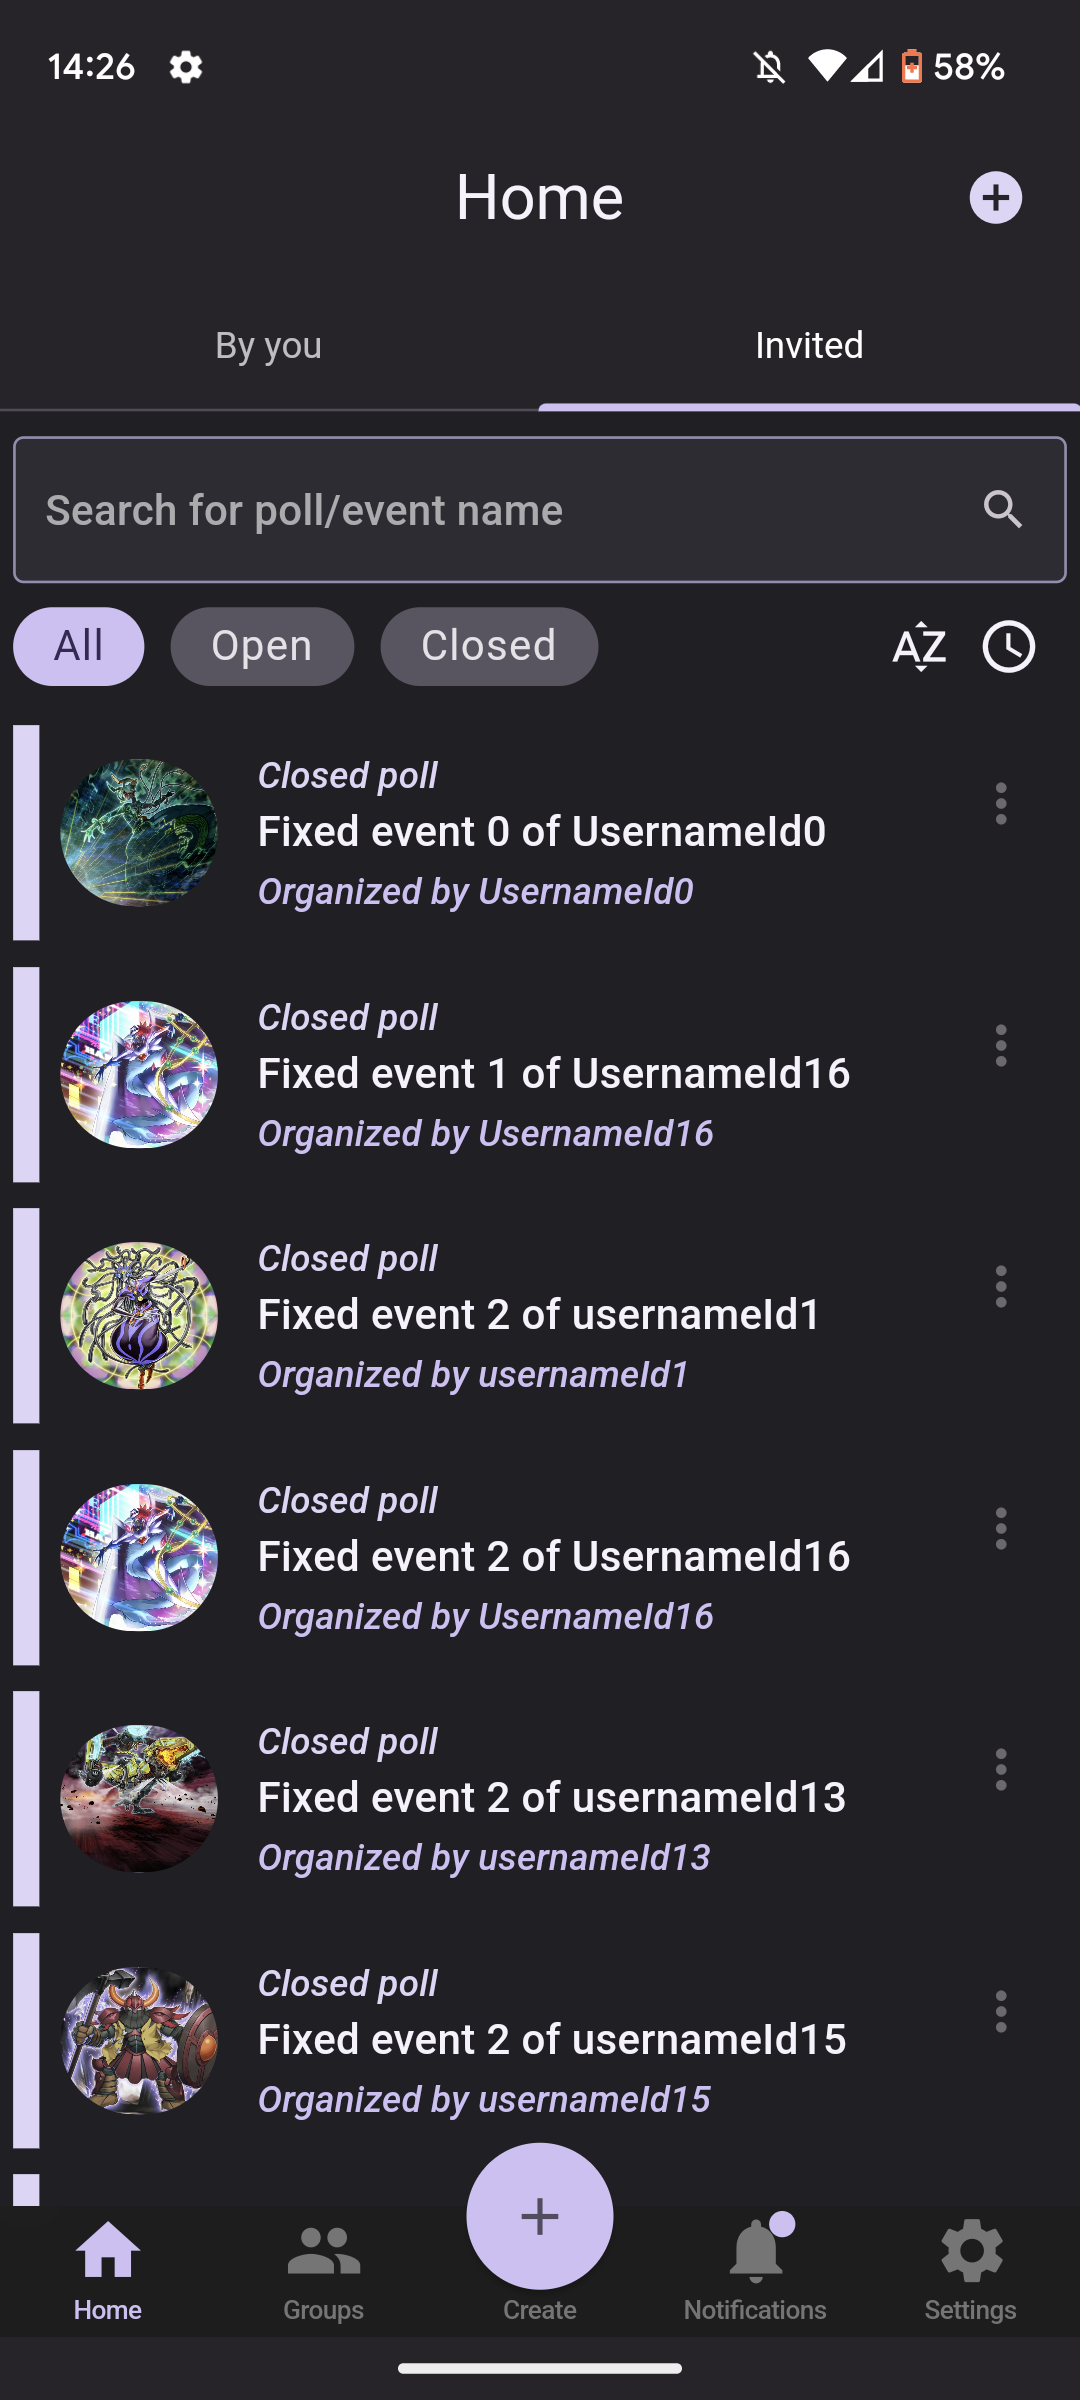 14:26
58%
Home
By you
Invited
Search for poll/event name
All
Open
Closed
AZ
Closed poll
Fixed event 0 of UsernameId0
Organized by UsernameId0
Closed poll
Fixed event 1 of UsernameId16
Organized by UsernameId16
Closed poll
Fixed event 2 of usernameId1
Organized by usernameId1
Closed poll
Fixed event 2 of UsernameId16
Organized by UsernameId16
Closed poll
Fixed event 2 of usernameId13
Organized by usernameId13
Closed poll
Fixed event 2 of usernameId15
Organized by usernameId15
Home
Groups
Create
Notifications
Settings